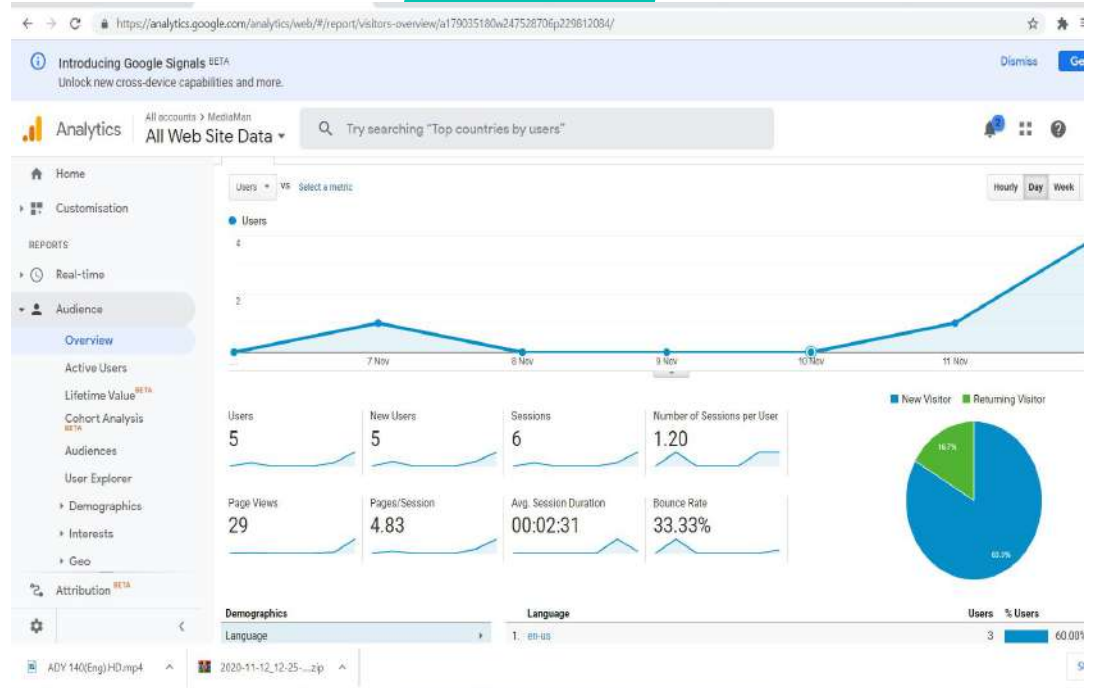 https://analytics.google.com/analytics/web/#/report/visitors-overview/a179035180w247528706p229812084/
Introducing Google Signals BETA
Unlock new cross-device capabilities and more.
Dismiss
Ge
Analytics
All accounts > MediaMan
All Web Site Data
Try searching "Top countries by users"
2
Home
Customisation
REPORTS
Real-time
Audience
Overview
Active Users
Lifetime Value BETA
Cohort Analysis
BETA
Audiences
User Explorer
Demographics
Interests
Geo
Attribution BETA
Users VS Select a metric
Hourly Day Week
Users
4
2
7 Nov 8 Nov 9 Nov 10 Nov 11 Nov
New Visitor Returning Visitor
Users New Users Sessions Number of Sessions per User
5 5 6 1.20
Page Views Pages/Session Avg. Session Duration Bounce Rate
29 4.83 00:02:31 33.33%
16.7%
83.3%
Demographics Language Users % Users
Language 1. en-us 3 60.00%
ADY 140(Eng).HD.mp4 2020-11-12_12-25-....zip